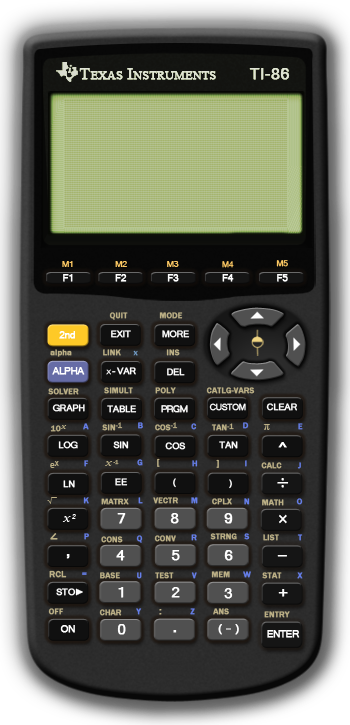 TEXAS INSTRUMENTS TI-86
M1 M2 M3 M4 M5
F1 F2 F3 F4 F5
QUIT MODE
2nd EXIT MORE
alpha LINK x INS
ALPHA x-VAR DEL
SOLVER SIMULT POLY CATLG-VARS
GRAPH TABLE PRGM CUSTOM CLEAR
10ˣ A SIN⁻¹ B COS⁻¹ C TAN⁻¹ D π E
LOG SIN COS TAN ^
eˣ F x⁻¹ G [ H ] I CALC J
LN EE ( ) ÷
√ K MATRX L VECTR M CPLX N MATH O
x² 7 8 9 ×
∠ P CONS Q CONV R STRNG S LIST T
, 4 5 6 −
RCL = BASE U TEST V MEM W STAT X
STO► 1 2 3 +
OFF CHAR Y : Z ANS ENTRY
ON 0 . (-) ENTER